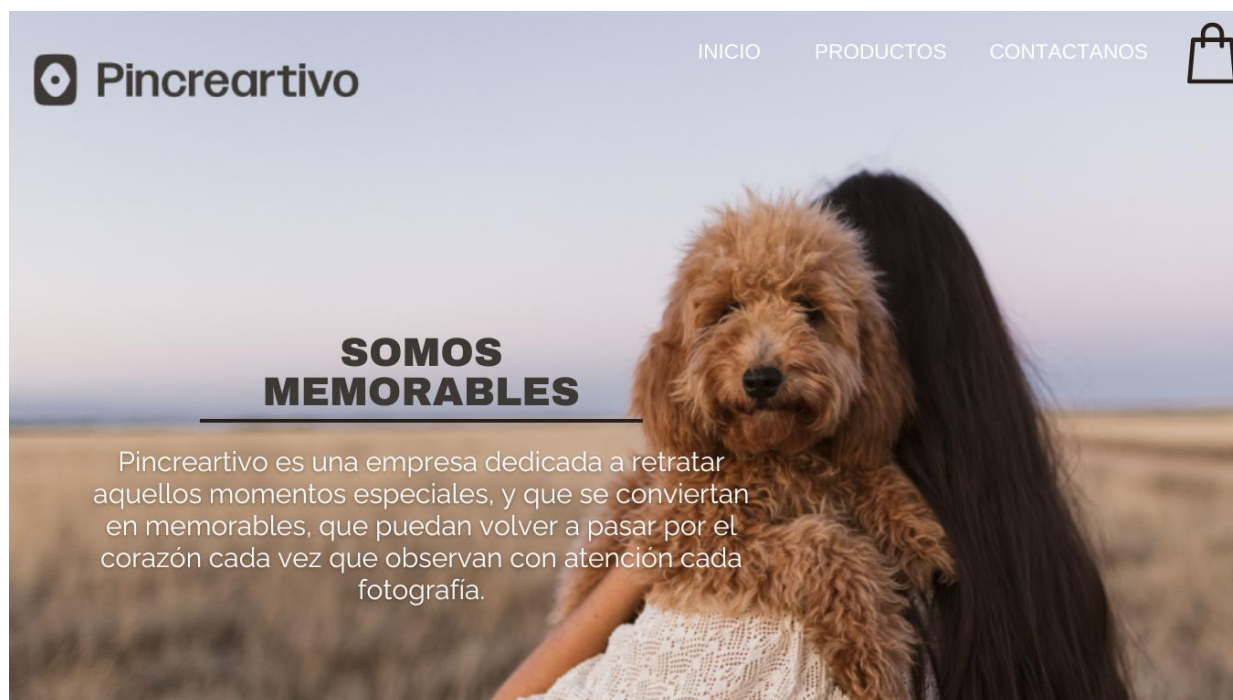 Pincreartivo
INICIO PRODUCTOS CONTACTANOS
SOMOS
MEMORABLES
Pincreartivo es una empresa dedicada a retratar
aquellos momentos especiales, y que se conviertan
en memorables, que puedan volver a pasar por el
corazón cada vez que observan con atención cada
fotografía.